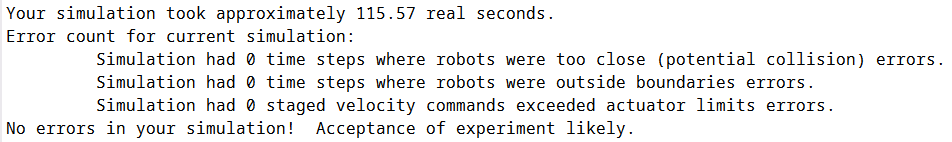 Your simulation took approximately 115.57 real seconds.
Error count for current simulation:
Simulation had 0 time steps where robots were too close (potential collision) errors.
Simulation had 0 time steps where robots were outside boundaries errors.
Simulation had 0 staged velocity commands exceeded actuator limits errors.
No errors in your simulation!  Acceptance of experiment likely.